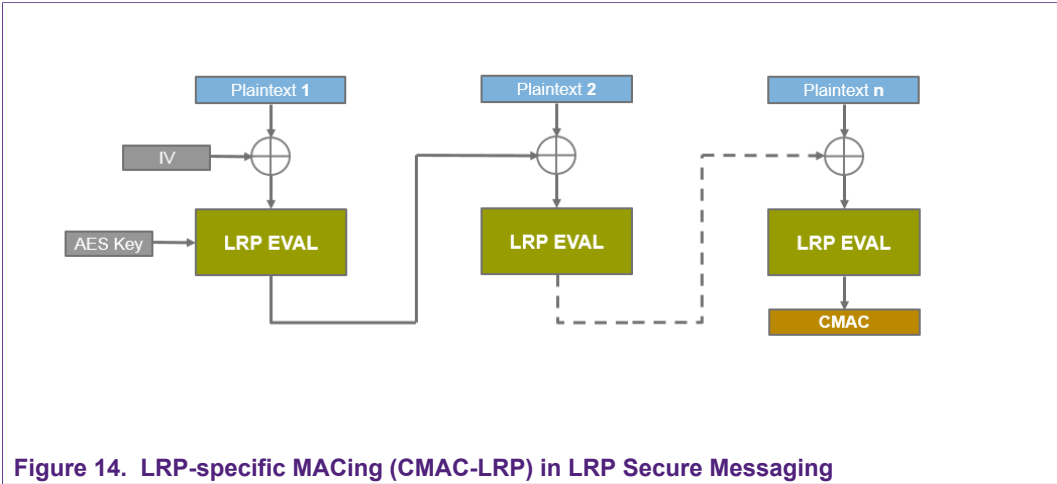 Plaintext 1
Plaintext 2
Plaintext n
IV
AES Key
LRP EVAL
LRP EVAL
LRP EVAL
CMAC
Figure 14. LRP-specific MACing (CMAC-LRP) in LRP Secure Messaging